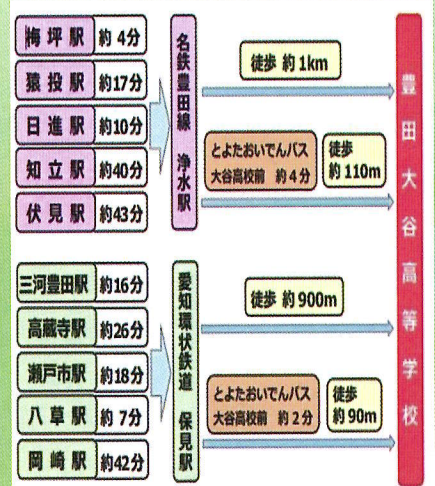 梅坪駅 約 4分
猿投駅 約17分
日進駅 約10分
知立駅 約40分
伏見駅 約43分
名鉄豊田線 浄水駅
徒歩 約1km
とよたおいでんバス
大谷高校前 約4分
徒歩
約110m
三河豊田駅 約16分
高蔵寺駅 約26分
瀬戸市駅 約18分
八草駅 約 7分
岡崎駅 約42分
愛知環状鉄道 保見駅
徒歩 約900m
とよたおいでんバス
大谷高校前 約2分
徒歩
約90m
豊田大谷高等学校